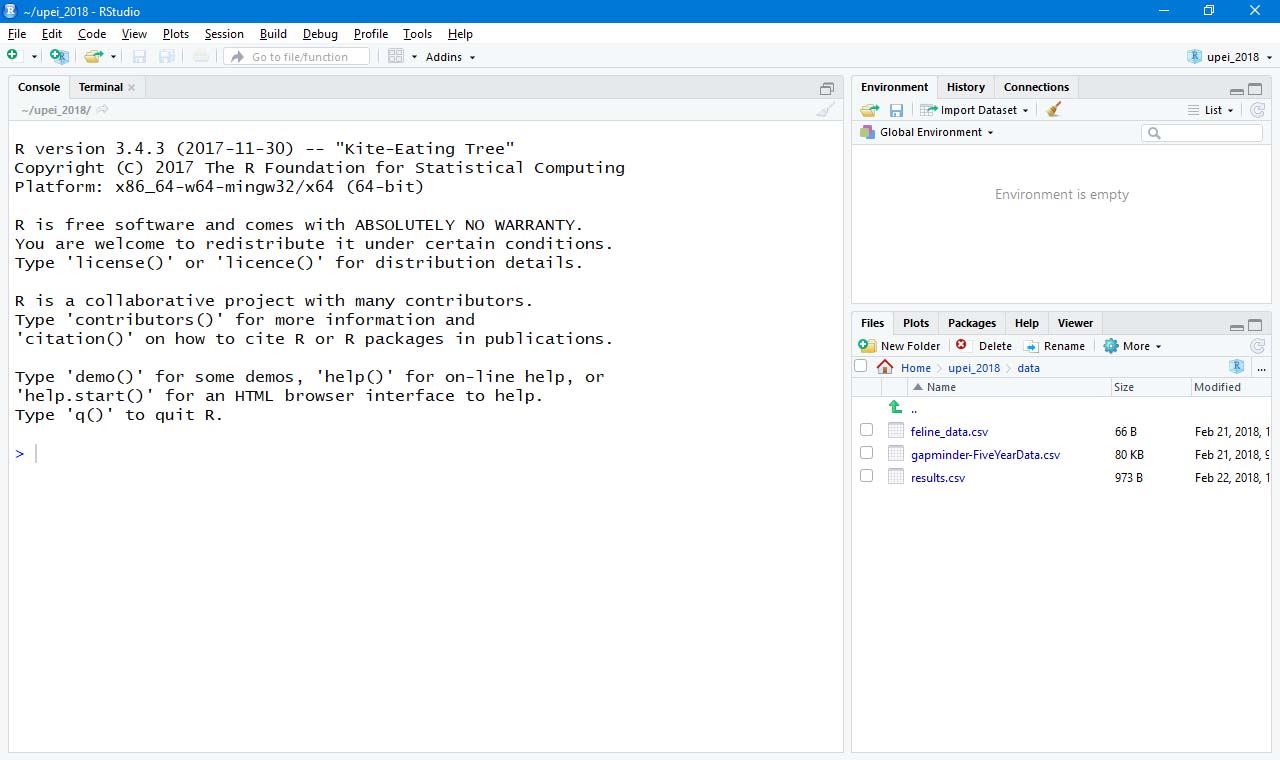 ~/upei_2018 - RStudio
File Edit Code View Plots Session Build Debug Profile Tools Help
Go to file/function Addins upei_2018
Console Terminal
~/upei_2018/
R version 3.4.3 (2017-11-30) -- "Kite-Eating Tree"
Copyright (C) 2017 The R Foundation for Statistical Computing
Platform: x86_64-w64-mingw32/x64 (64-bit)
R is free software and comes with ABSOLUTELY NO WARRANTY.
You are welcome to redistribute it under certain conditions.
Type 'license()' or 'licence()' for distribution details.
R is a collaborative project with many contributors.
Type 'contributors()' for more information and
'citation()' on how to cite R or R packages in publications.
Type 'demo()' for some demos, 'help()' for on-line help, or
'help.start()' for an HTML browser interface to help.
Type 'q()' to quit R.
>
Environment History Connections
Import Dataset List
Global Environment
Environment is empty
Files Plots Packages Help Viewer
New Folder Delete Rename More
Home upei_2018 data ...
Name Size Modified
..
feline_data.csv 66 B Feb 21, 2018, 1
gapminder-FiveYearData.csv 80 KB Feb 21, 2018, 9
results.csv 973 B Feb 22, 2018, 1